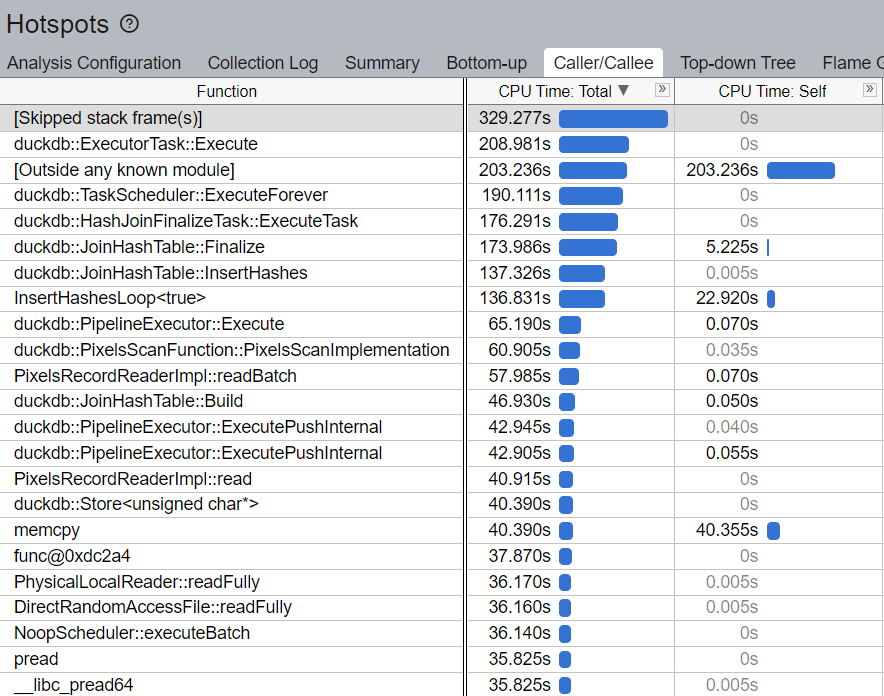 Hotspots ?
Analysis Configuration Collection Log Summary Bottom-up Caller/Callee Top-down Tree Flame
Function CPU Time: Total ▼ » CPU Time: Self »
[Skipped stack frame(s)] 329.277s 0s
duckdb::ExecutorTask::Execute 208.981s 0s
[Outside any known module] 203.236s 203.236s
duckdb::TaskScheduler::ExecuteForever 190.111s 0s
duckdb::HashJoinFinalizeTask::ExecuteTask 176.291s 0s
duckdb::JoinHashTable::Finalize 173.986s 5.225s
duckdb::JoinHashTable::InsertHashes 137.326s 0.005s
InsertHashesLoop<true> 136.831s 22.920s
duckdb::PipelineExecutor::Execute 65.190s 0.070s
duckdb::PixelsScanFunction::PixelsScanImplementation 60.905s 0.035s
PixelsRecordReaderImpl::readBatch 57.985s 0.070s
duckdb::JoinHashTable::Build 46.930s 0.050s
duckdb::PipelineExecutor::ExecutePushInternal 42.945s 0.040s
duckdb::PipelineExecutor::ExecutePushInternal 42.905s 0.055s
PixelsRecordReaderImpl::read 40.915s 0s
duckdb::Store<unsigned char*> 40.390s 0s
memcpy 40.390s 40.355s
func@0xdc2a4 37.870s 0s
PhysicalLocalReader::readFully 36.170s 0.005s
DirectRandomAccessFile::readFully 36.160s 0.005s
NoopScheduler::executeBatch 36.140s 0s
pread 35.825s 0s
__libc_pread64 35.825s 0.005s